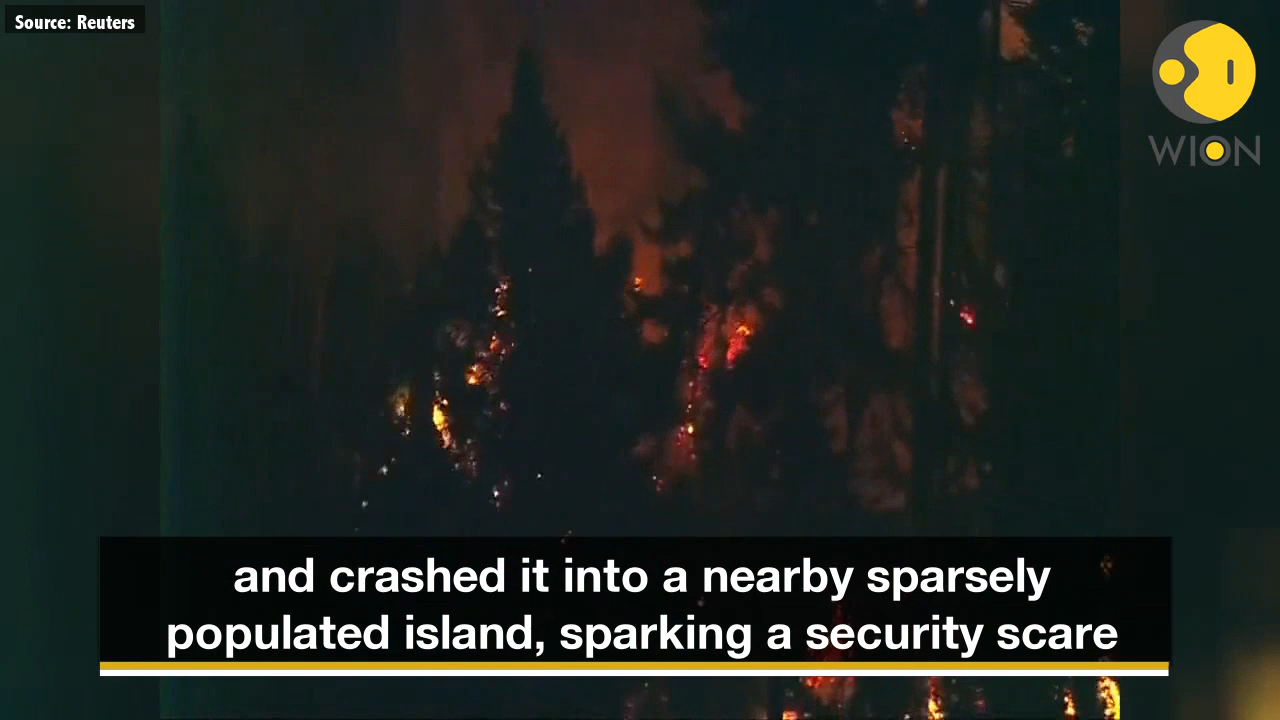 Source: Reuters
WION
and crashed it into a nearby sparsely
populated island, sparking a security scare